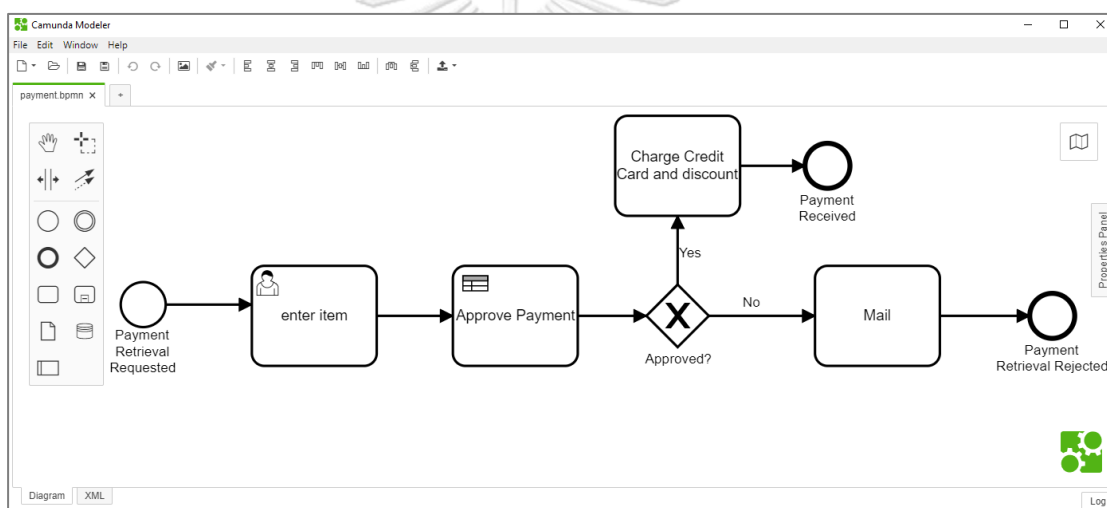 Camunda Modeler
File Edit Window Help
payment.bpmn
Charge Credit
Card and discount
Payment
Received
Yes
enter item
Approve Payment
Approved?
No
Mail
Payment
Retrieval
Requested
Payment
Retrieval Rejected
Properties Panel
Diagram XML
Log